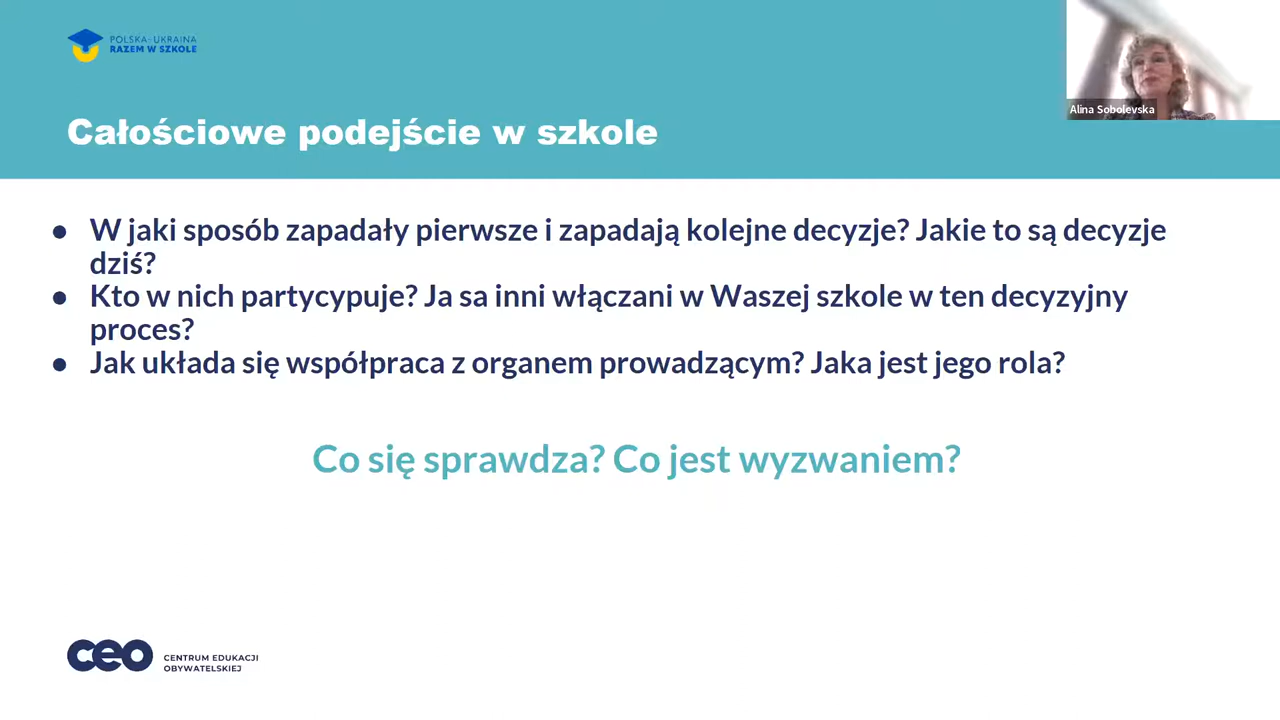 POLSKA - UKRAINA
RAZEM W SZKOLE
Alina Sobolevska
Całościowe podejście w szkole
● W jaki sposób zapadały pierwsze i zapadają kolejne decyzje? Jakie to są decyzje
dziś?
● Kto w nich partycypuje? Ja sa inni włączani w Waszej szkole w ten decyzyjny
proces?
● Jak układa się współpraca z organem prowadzącym? Jaka jest jego rola?
Co się sprawdza? Co jest wyzwaniem?
ceo
CENTRUM EDUKACJI
OBYWATELSKIEJ